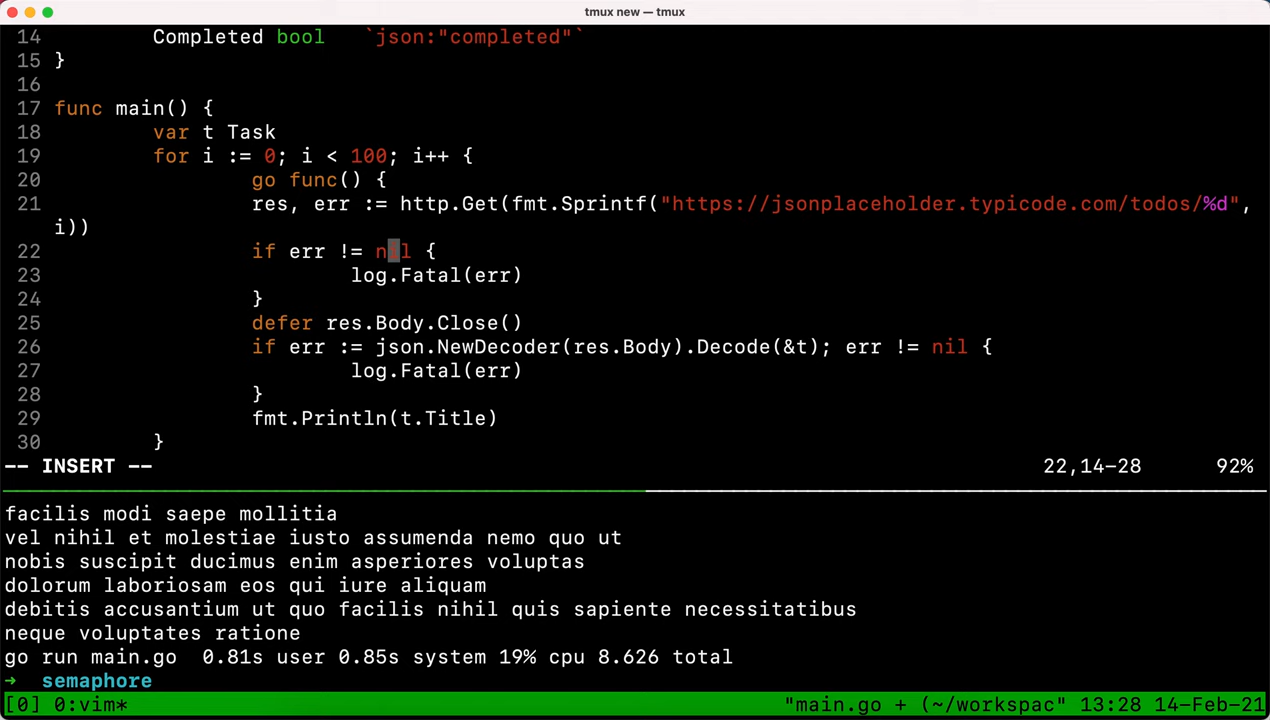 tmux new — tmux
14 Completed bool `json:"completed"`
15 }
16
17 func main() {
18 var t Task
19 for i := 0; i < 100; i++ {
20 go func() {
21 res, err := http.Get(fmt.Sprintf("https://jsonplaceholder.typicode.com/todos/%d",
i))
22 if err != nil {
23 log.Fatal(err)
24 }
25 defer res.Body.Close()
26 if err := json.NewDecoder(res.Body).Decode(&t); err != nil {
27 log.Fatal(err)
28 }
29 fmt.Println(t.Title)
30 }
-- INSERT -- 22,14-28 92%
facilis modi saepe mollitia
vel nihil et molestiae iusto assumenda nemo quo ut
nobis suscipit ducimus enim asperiores voluptas
dolorum laboriosam eos qui iure aliquam
debitis accusantium ut quo facilis nihil quis sapiente necessitatibus
neque voluptates ratione
go run main.go 0.81s user 0.85s system 19% cpu 8.626 total
→ semaphore
[0] 0:vim* "main.go + (~/workspac" 13:28 14-Feb-21